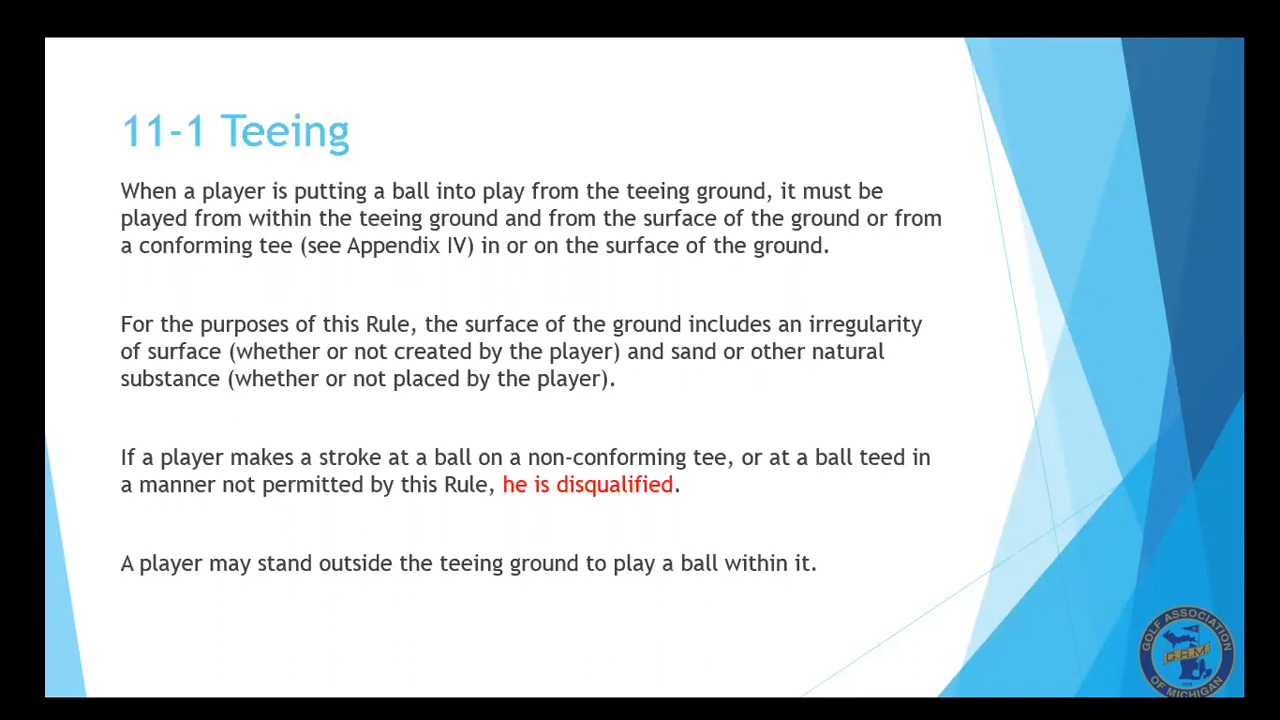 11-1 Teeing
When a player is putting a ball into play from the teeing ground, it must be
played from within the teeing ground and from the surface of the ground or from
a conforming tee (see Appendix IV) in or on the surface of the ground.
For the purposes of this Rule, the surface of the ground includes an irregularity
of surface (whether or not created by the player) and sand or other natural
substance (whether or not placed by the player).
If a player makes a stroke at a ball on a non-conforming tee, or at a ball teed in
a manner not permitted by this Rule, he is disqualified.
A player may stand outside the teeing ground to play a ball within it.
GOLF ASSOCIATION
G.A.M.
OF MICHIGAN